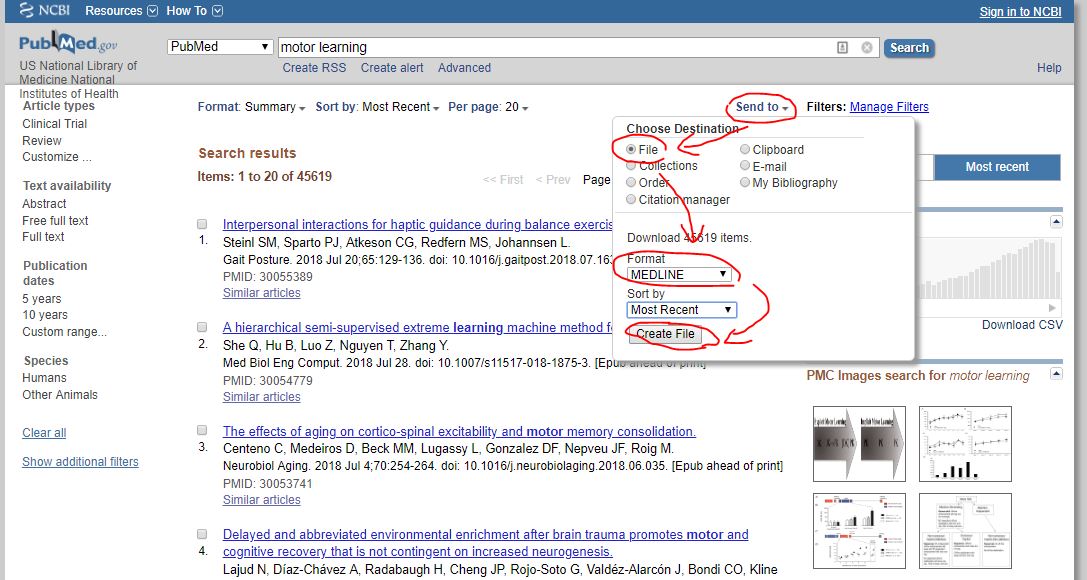 NCBI Resources How To Sign in to NCBI
PubMed.gov
US National Library of
Medicine National
Institutes of Health
PubMed motor learning Search
Create RSS Create alert Advanced Help
Article types
Clinical Trial
Review
Customize ...
Text availability
Abstract
Free full text
Full text
Publication
dates
5 years
10 years
Custom range...
Species
Humans
Other Animals
Clear all
Show additional filters
Format: Summary Sort by: Most Recent Per page: 20 Send to Filters: Manage Filters
Search results
Items: 1 to 20 of 45619
<< First < Prev Page
Choose Destination
File Clipboard
Collections E-mail
Order My Bibliography
Citation manager
Download 45619 items.
Format
MEDLINE
Sort by
Most Recent
Create File
1. Interpersonal interactions for haptic guidance during balance exercis
Steinl SM, Sparto PJ, Atkeson CG, Redfern MS, Johannsen L.
Gait Posture. 2018 Jul 20;65:129-136. doi: 10.1016/j.gaitpost.2018.07.163
PMID: 30055389
Similar articles
2. A hierarchical semi-supervised extreme learning machine method f
She Q, Hu B, Luo Z, Nguyen T, Zhang Y.
Med Biol Eng Comput. 2018 Jul 28. doi: 10.1007/s11517-018-1875-3. [Epub ahead of print]
PMID: 30054779
Similar articles
3. The effects of aging on cortico-spinal excitability and motor memory consolidation.
Centeno C, Medeiros D, Beck MM, Lugassy L, Gonzalez DF, Nepveu JF, Roig M.
Neurobiol Aging. 2018 Jul 4;70:254-264. doi: 10.1016/j.neurobiolaging.2018.06.035. [Epub ahead of print]
PMID: 30053741
Similar articles
4. Delayed and abbreviated environmental enrichment after brain trauma promotes motor and
cognitive recovery that is not contingent on increased neurogenesis.
Lajud N, Díaz-Chávez A, Radabaugh H, Cheng JP, Rojo-Soto G, Valdéz-Alarcón J, Bondi CO, Kline
Most recent
Download CSV
PMC Images search for motor learning